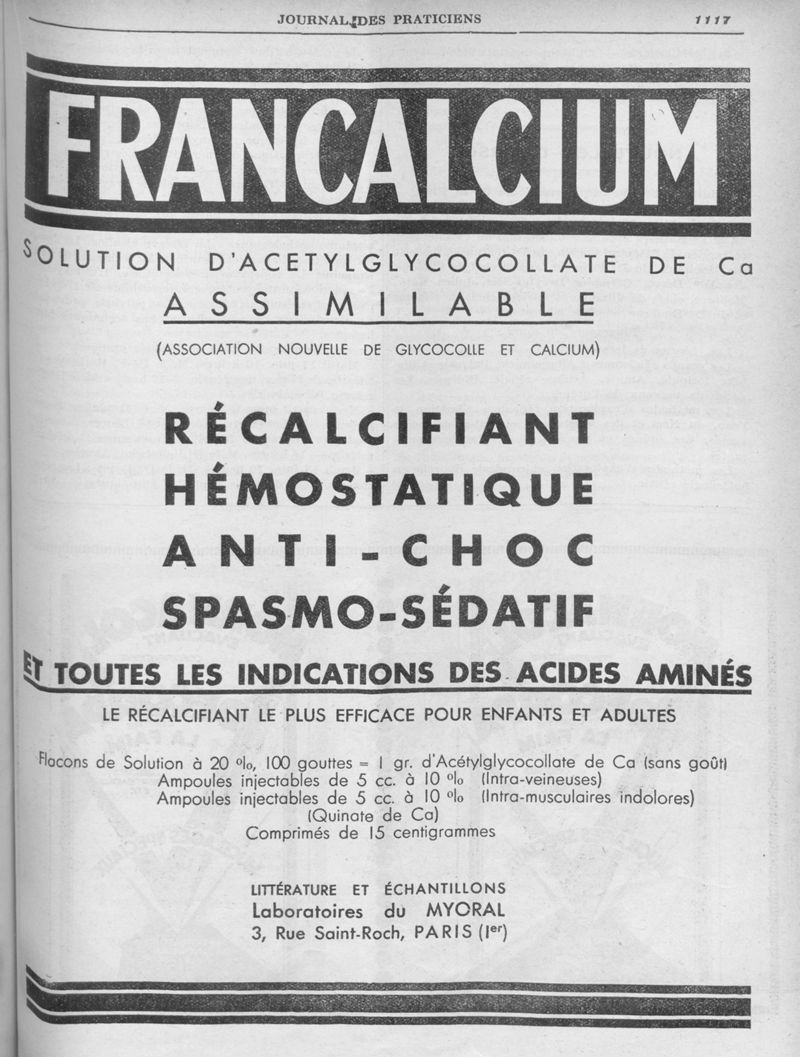 JOURNAL DES PRATICIENS
1117
FRANCALCIUM
SOLUTION D'ACETYLGLYCOCOLLATE DE Ca
ASSIMILABLE
(ASSOCIATION NOUVELLE DE GLYCOCOLLE ET CALCIUM)
RÉCALCIFIANT
HÉMOSTATIQUE
ANTI-CHOC
SPASMO-SÉDATIF
ET TOUTES LES INDICATIONS DES ACIDES AMINÉS
LE RÉCALCIFIANT LE PLUS EFFICACE POUR ENFANTS ET ADULTES
Flacons de Solution à 20 %, 100 gouttes = 1 gr. d'Acétylglycocollate de Ca (sans goût)
Ampoules injectables de 5 cc. à 10 % (Intra-veineuses)
Ampoules injectables de 5 cc. à 10 % (Intra-musculaires indolores)
(Quinate de Ca)
Comprimés de 15 centigrammes
LITTÉRATURE ET ÉCHANTILLONS
Laboratoires du MYORAL
3, Rue Saint-Roch, PARIS (Ier)